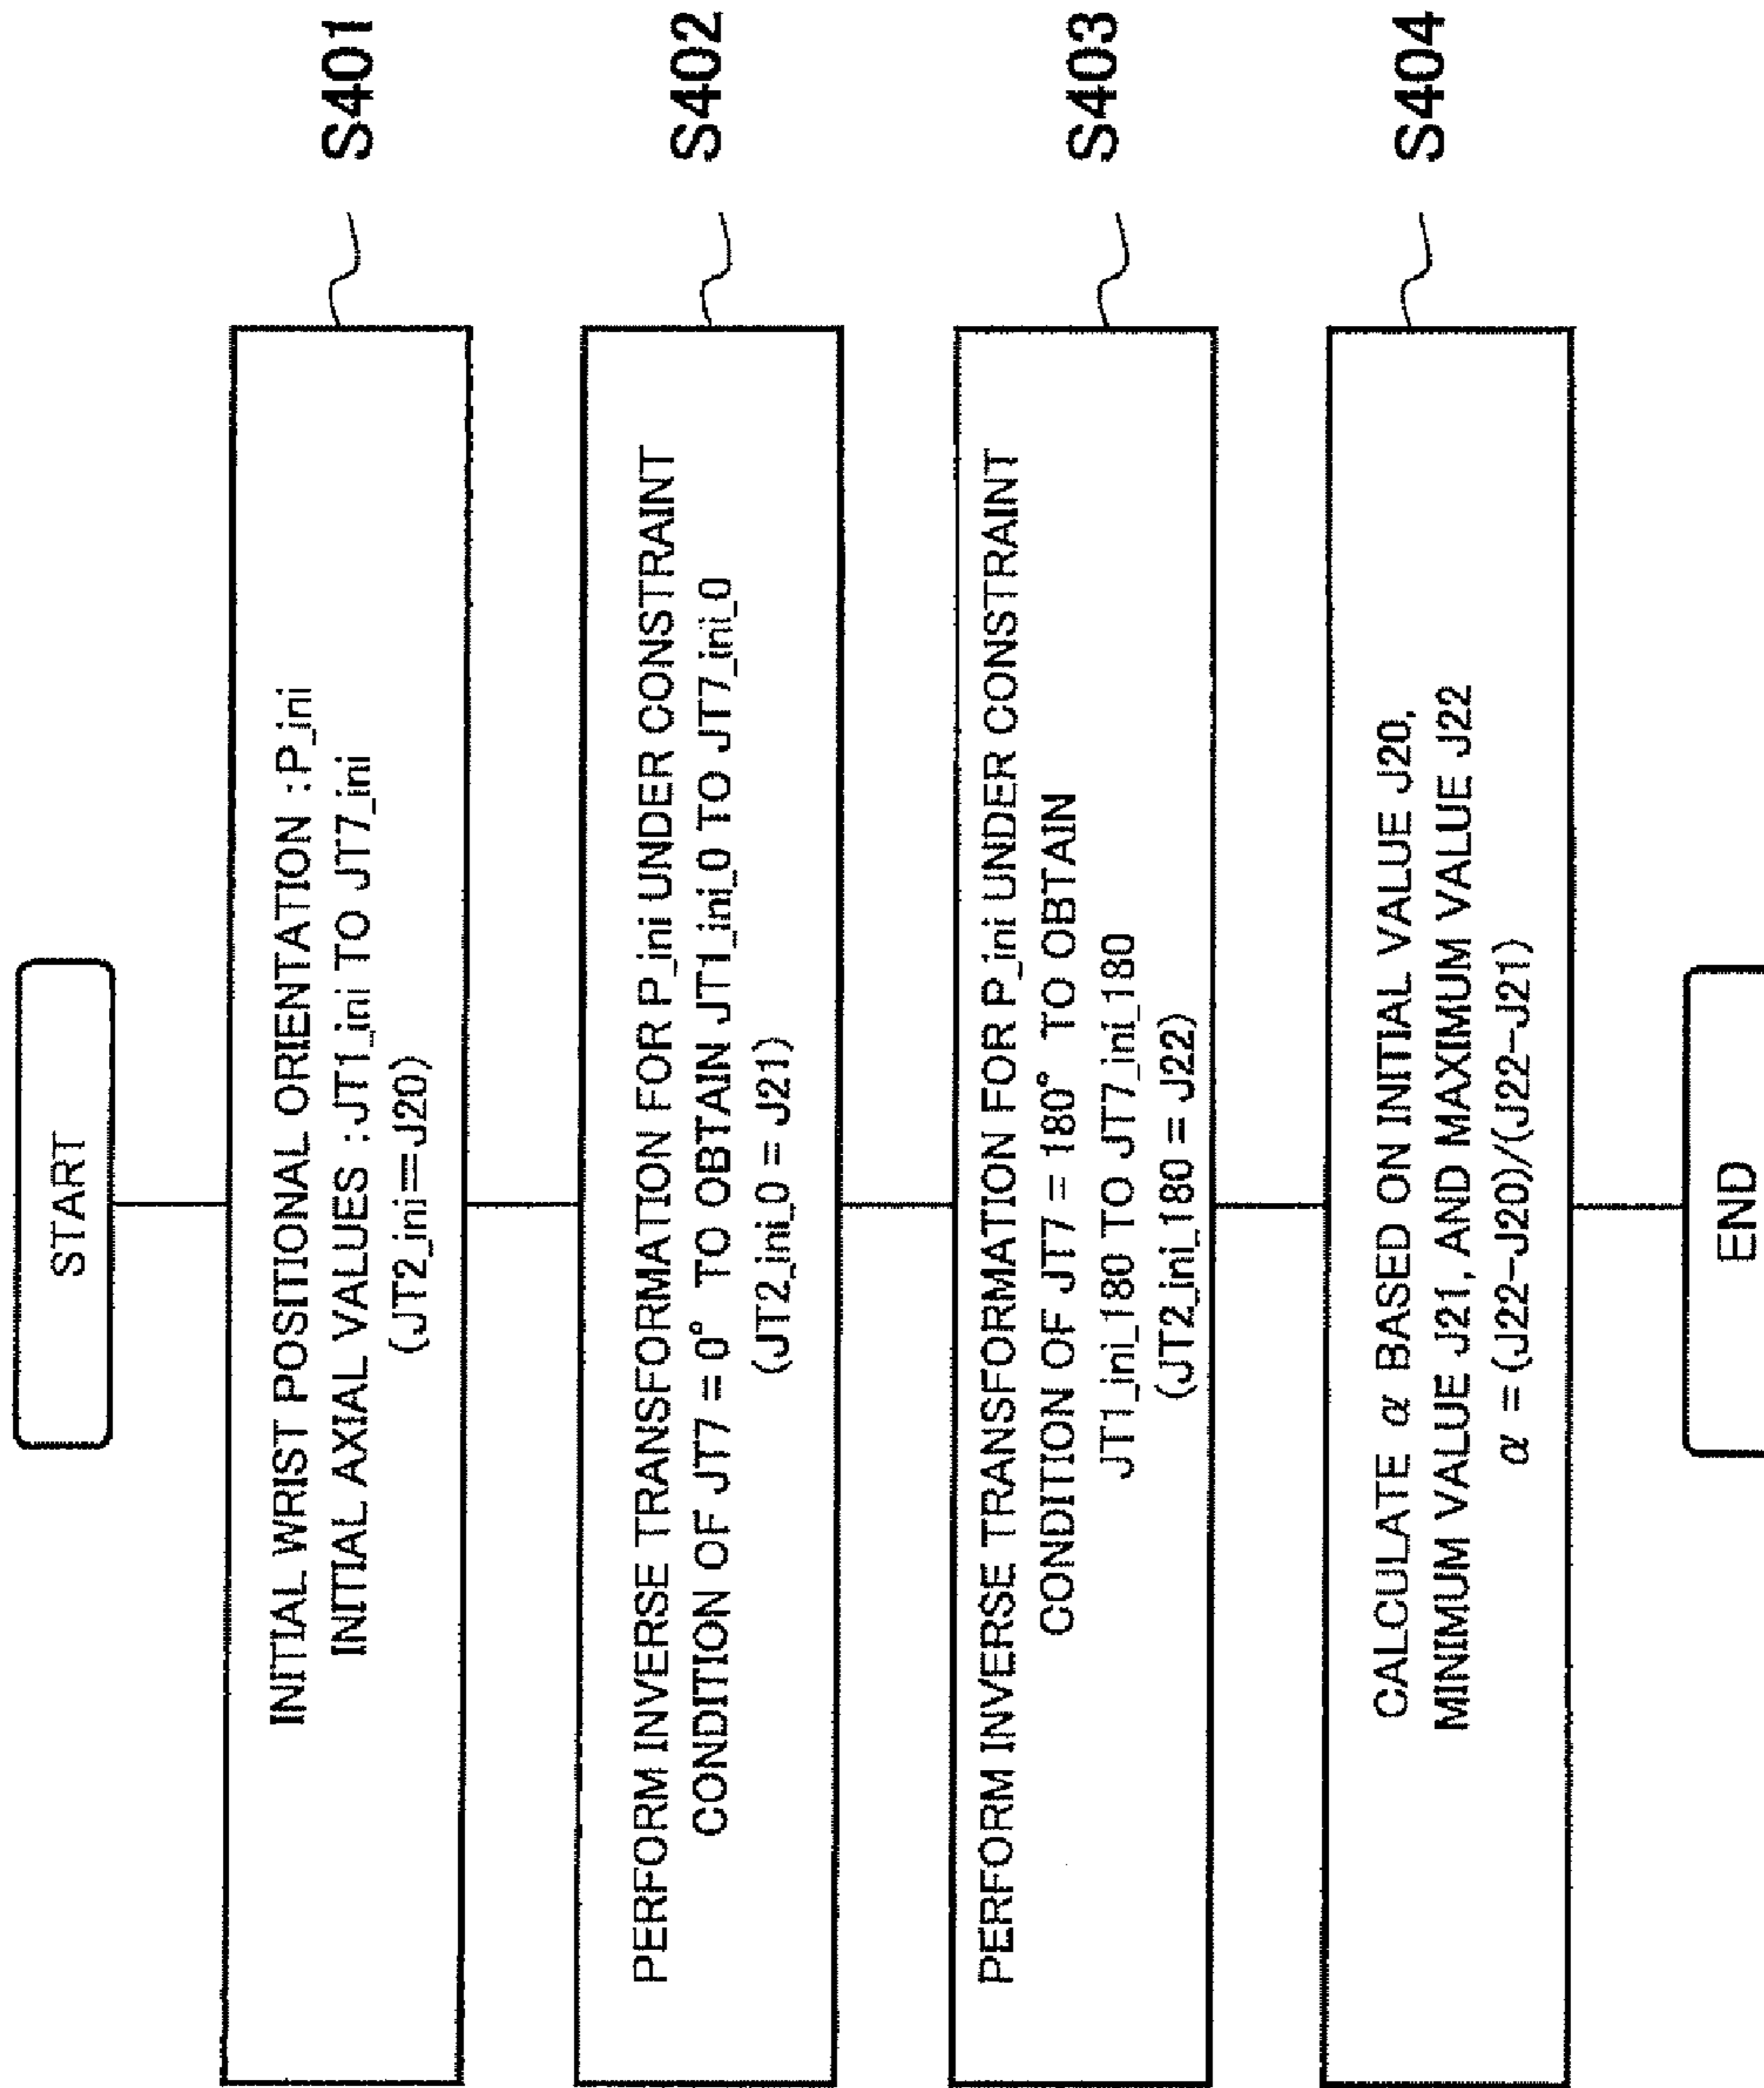 START
INITIAL WRIST POSITIONAL ORIENTATION :P_ini
INITIAL AXIAL VALUES :JT1_ini TO JT7_ini
(JT2_ini=J20)
S401
PERFORM INVERSE TRANSFORMATION FOR P_ini UNDER CONSTRAINT
CONDITION OF JT7 = 0° TO OBTAIN JT1_ini_0 TO JT7_ini_0
(JT2_ini_0 = J21)
S402
PERFORM INVERSE TRANSFORMATION FOR P_ini UNDER CONSTRAINT
CONDITION OF JT7 = 180° TO OBTAIN
JT1_ini_180 TO JT7_ini_180
(JT2_ini_180 = J22)
S403
CALCULATE α BASED ON INITIAL VALUE J20,
MINIMUM VALUE J21, AND MAXIMUM VALUE J22
α = (J22-J20)/(J22-J21)
S404
END